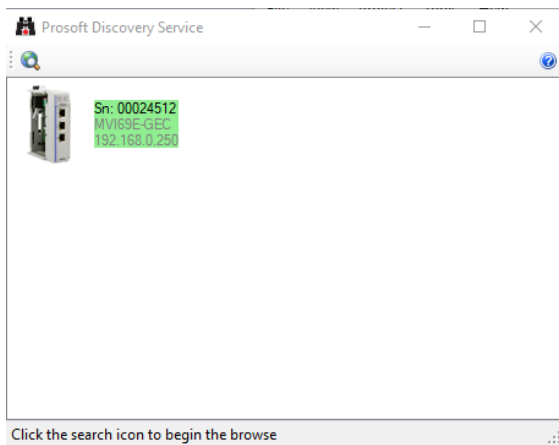 Prosoft Discovery Service
Sn: 00024512
MVI69E-GEC
192.168.0.250
Click the search icon to begin the browse